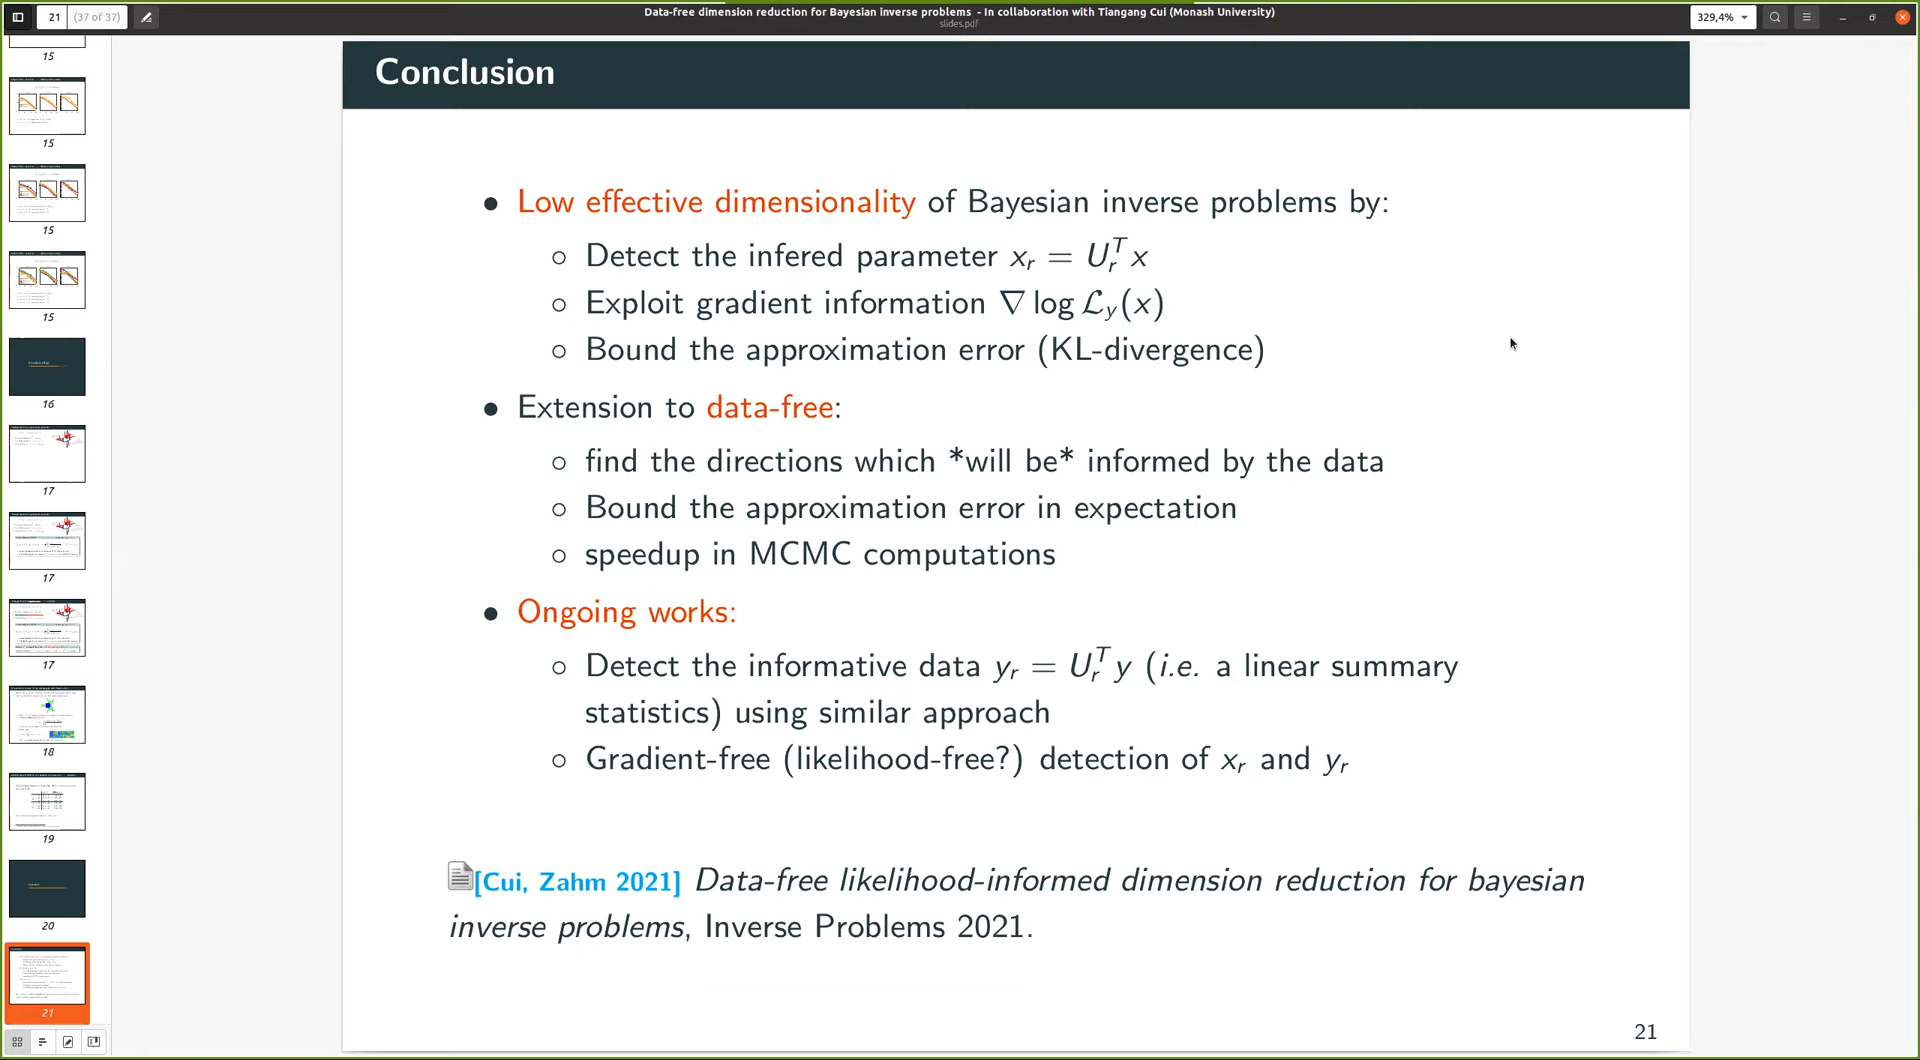 21 (37 of 37)
Data-free dimension reduction for Bayesian inverse problems - In collaboration with Tiangang Cui (Monash University)
slides.pdf
329,4%
15
15
15
15
16
17
17
17
18
19
20
21
Conclusion
• Low effective dimensionality of Bayesian inverse problems by:
◦ Detect the infered parameter x_r = U_r^T x
◦ Exploit gradient information ∇ log ℒ_y(x)
◦ Bound the approximation error (KL-divergence)
• Extension to data-free:
◦ find the directions which *will be* informed by the data
◦ Bound the approximation error in expectation
◦ speedup in MCMC computations
• Ongoing works:
◦ Detect the informative data y_r = U_r^T y (i.e. a linear summary
statistics) using similar approach
◦ Gradient-free (likelihood-free?) detection of x_r and y_r
[Cui, Zahm 2021] Data-free likelihood-informed dimension reduction for bayesian
inverse problems, Inverse Problems 2021.
21